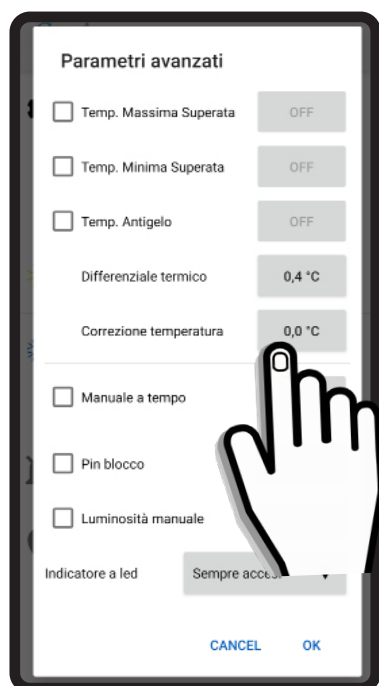 Parametri avanzati
Temp. Massima Superata OFF
Temp. Minima Superata OFF
Temp. Antigelo OFF
Differenziale termico 0,4 °C
Correzione temperatura 0,0 °C
Manuale a tempo
Pin blocco
Luminosità manuale
Indicatore a led Sempre
CANCEL OK